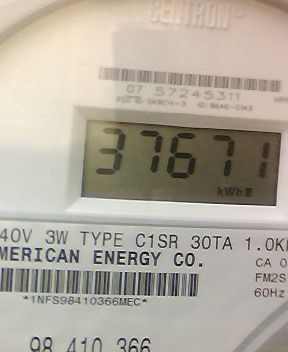 CENTRON®
07 57245311
37671
kWh
40V 3W TYPE C1SR 30TA 1.0K
MERICAN ENERGY CO.
CA 0
FM2S
60Hz
*1NFS98410366MEC*
98 410 366